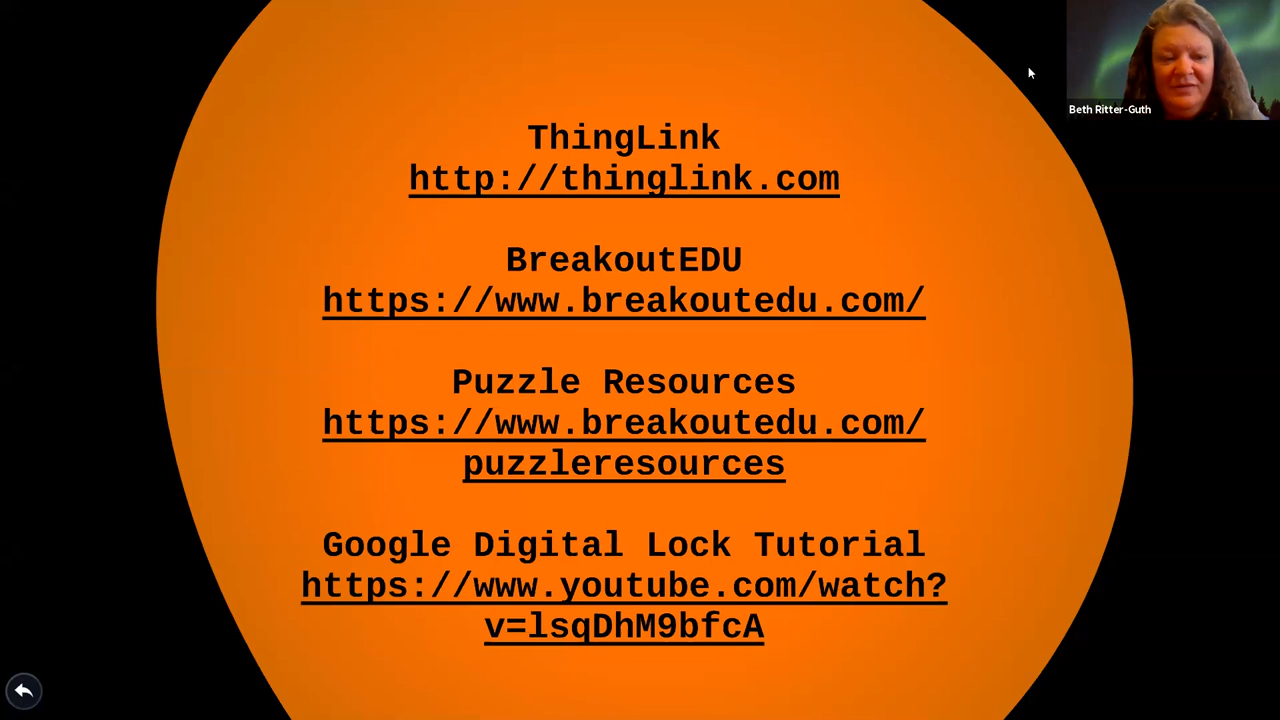 Beth Ritter-Guth
ThingLink
http://thinglink.com
BreakoutEDU
https://www.breakoutedu.com/
Puzzle Resources
https://www.breakoutedu.com/
puzzleresources
Google Digital Lock Tutorial
https://www.youtube.com/watch?
v=lsqDhM9bfcA